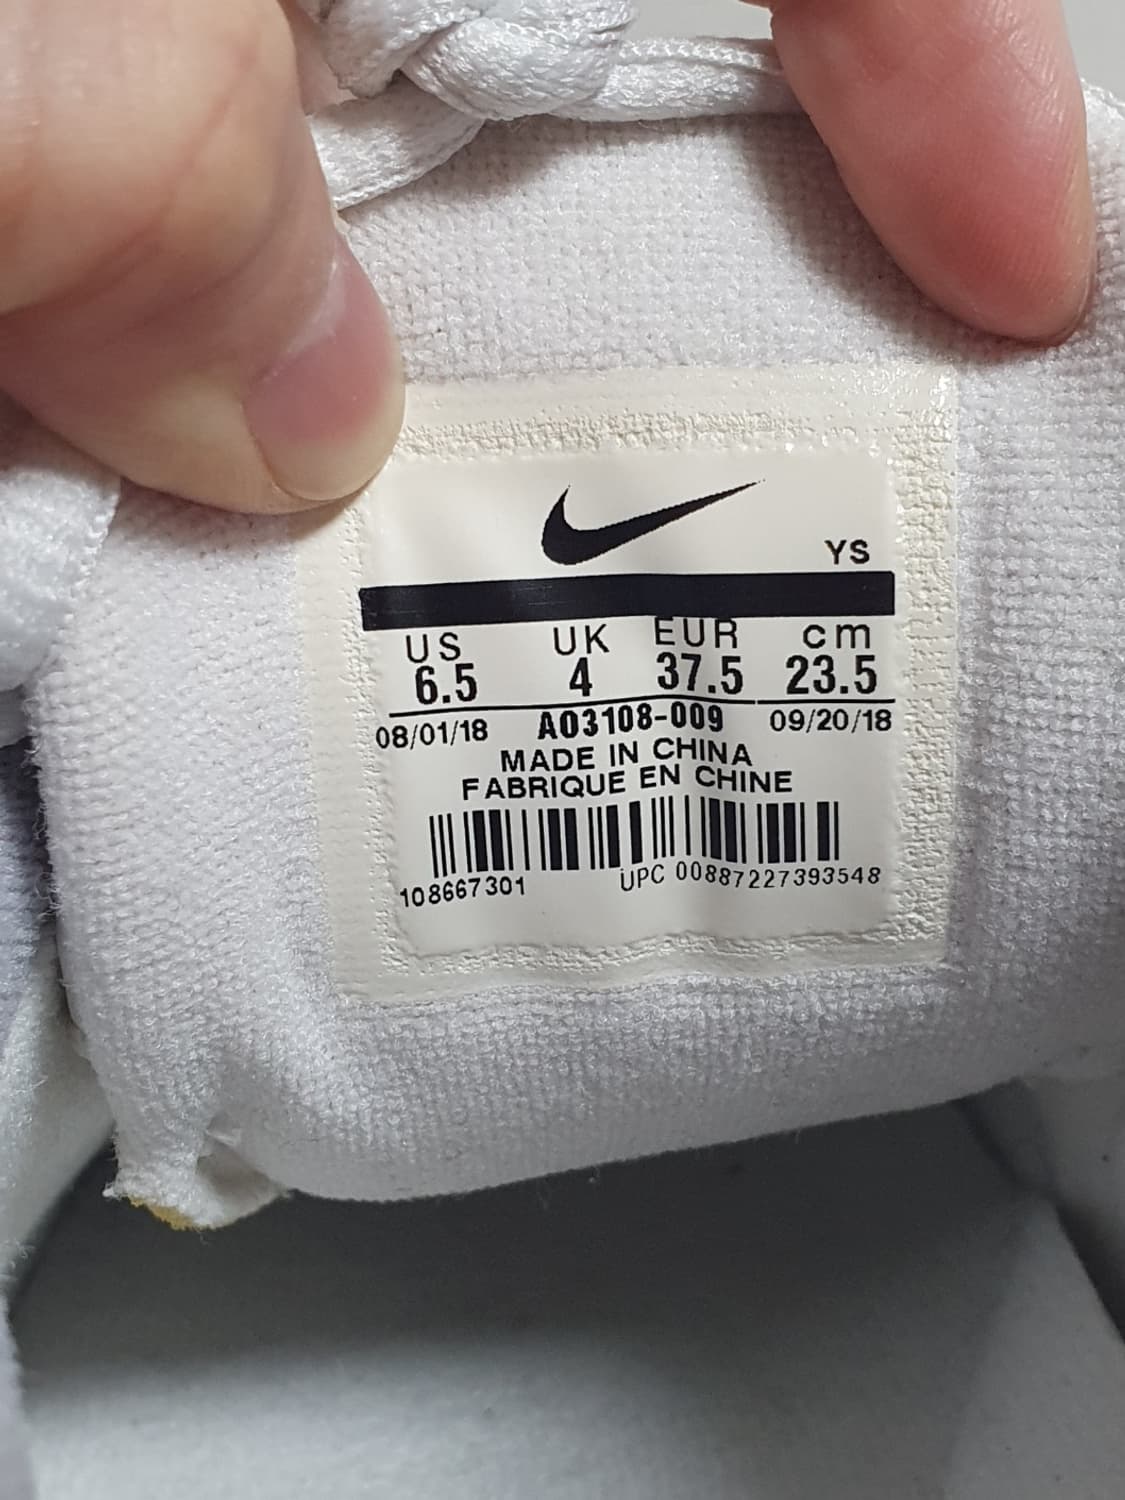 YS
US UK EUR cm
6.5 4 37.5 23.5
08/01/18 AO3108-009 09/20/18
MADE IN CHINA
FABRIQUE EN CHINE
108667301 UPC 00887227393548